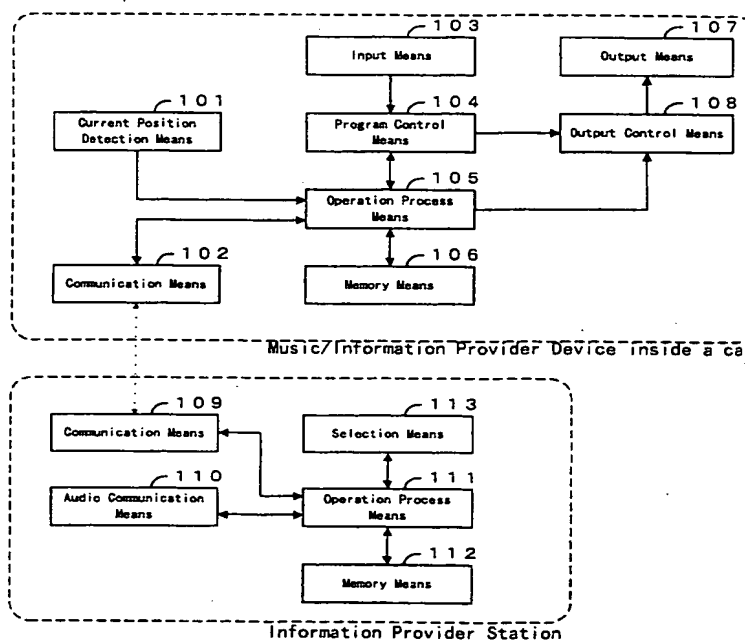 103
Input Means
107
Output Means
101
Current Position
Detection Means
104
Program Control
Means
108
Output Control Means
105
Operation Process
Means
102
Communication Means
106
Memory Means
Music/Information Provider Device inside a ca
109
Communication Means
113
Selection Means
110
Audio Communication
Means
111
Operation Process
Means
112
Memory Means
Information Provider Station